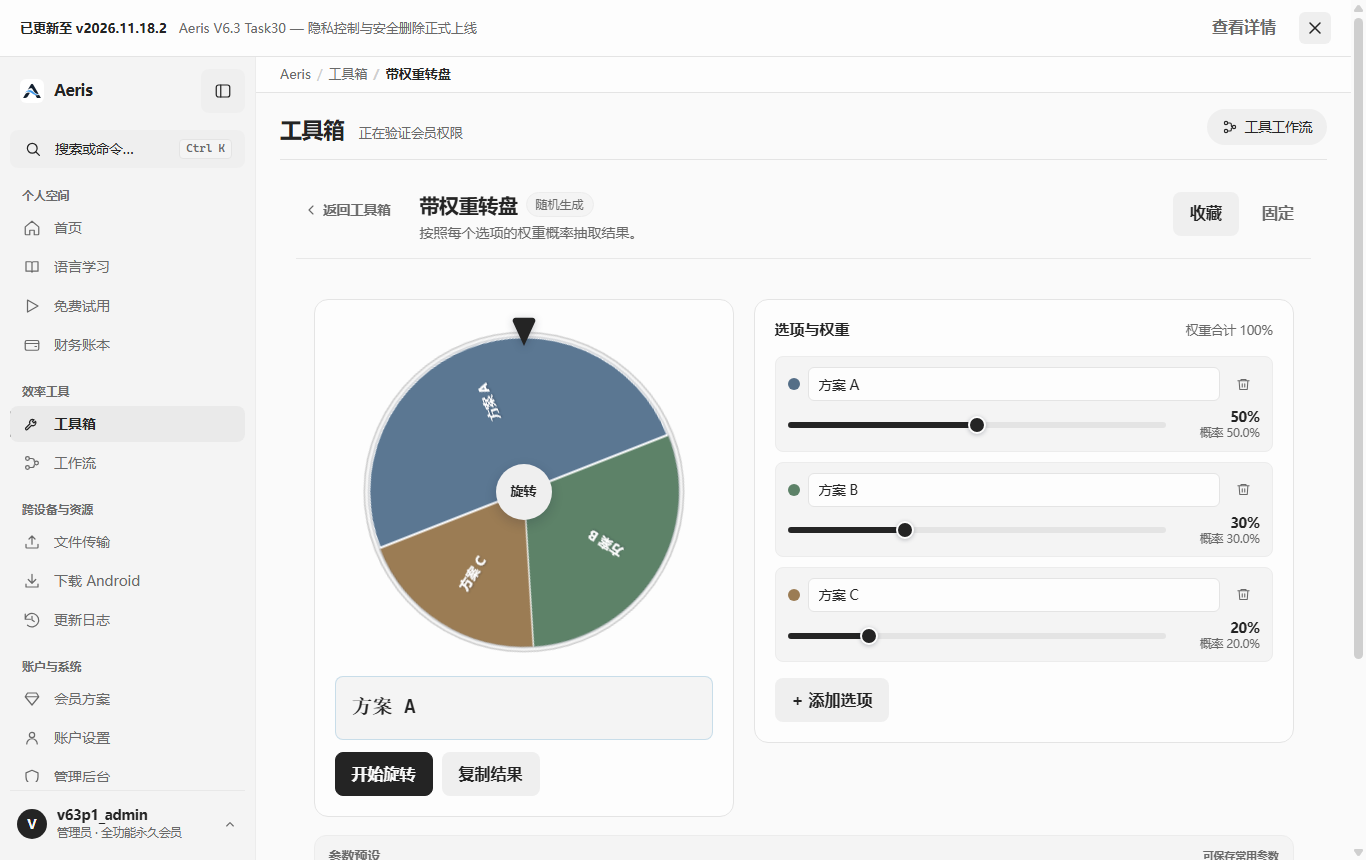 已更新至 v2026.11.18.2 Aeris V6.3 Task30 — 隐私控制与安全删除正式上线 查看详情
Aeris
搜索或命令... Ctrl K
个人空间
首页
语言学习
免费试用
财务账本
效率工具
工具箱
工作流
跨设备与资源
文件传输
下载 Android
更新日志
账户与系统
会员方案
账户设置
管理后台
V
v63p1_admin
管理员 · 全功能永久会员
Aeris / 工具箱 / 带权重转盘
工具箱 正在验证会员权限 工具工作流
返回工具箱
带权重转盘 随机生成
按照每个选项的权重概率抽取结果。
收藏 固定
方案 A
方案 B
方案 C
旋转
方案 A
开始旋转 复制结果
选项与权重 权重合计 100%
方案 A
50%
概率 50.0%
方案 B
30%
概率 30.0%
方案 C
20%
概率 20.0%
+ 添加选项
参数预设 可保存常用参数